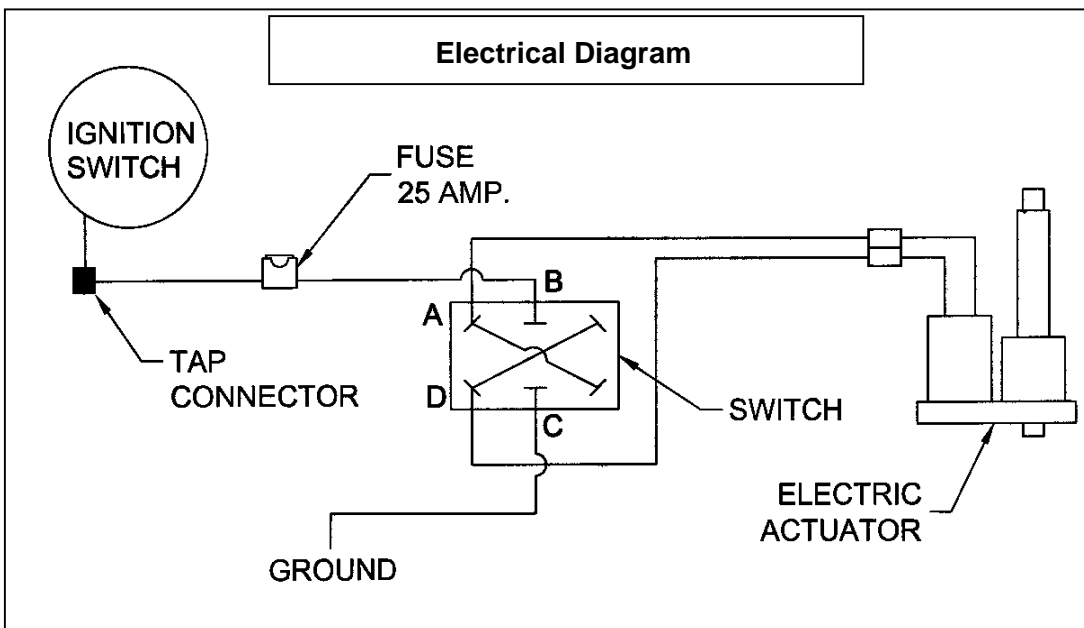 Electrical Diagram
IGNITION
SWITCH
FUSE
25 AMP.
B
A
TAP
CONNECTOR
D
SWITCH
C
ELECTRIC
ACTUATOR
GROUND